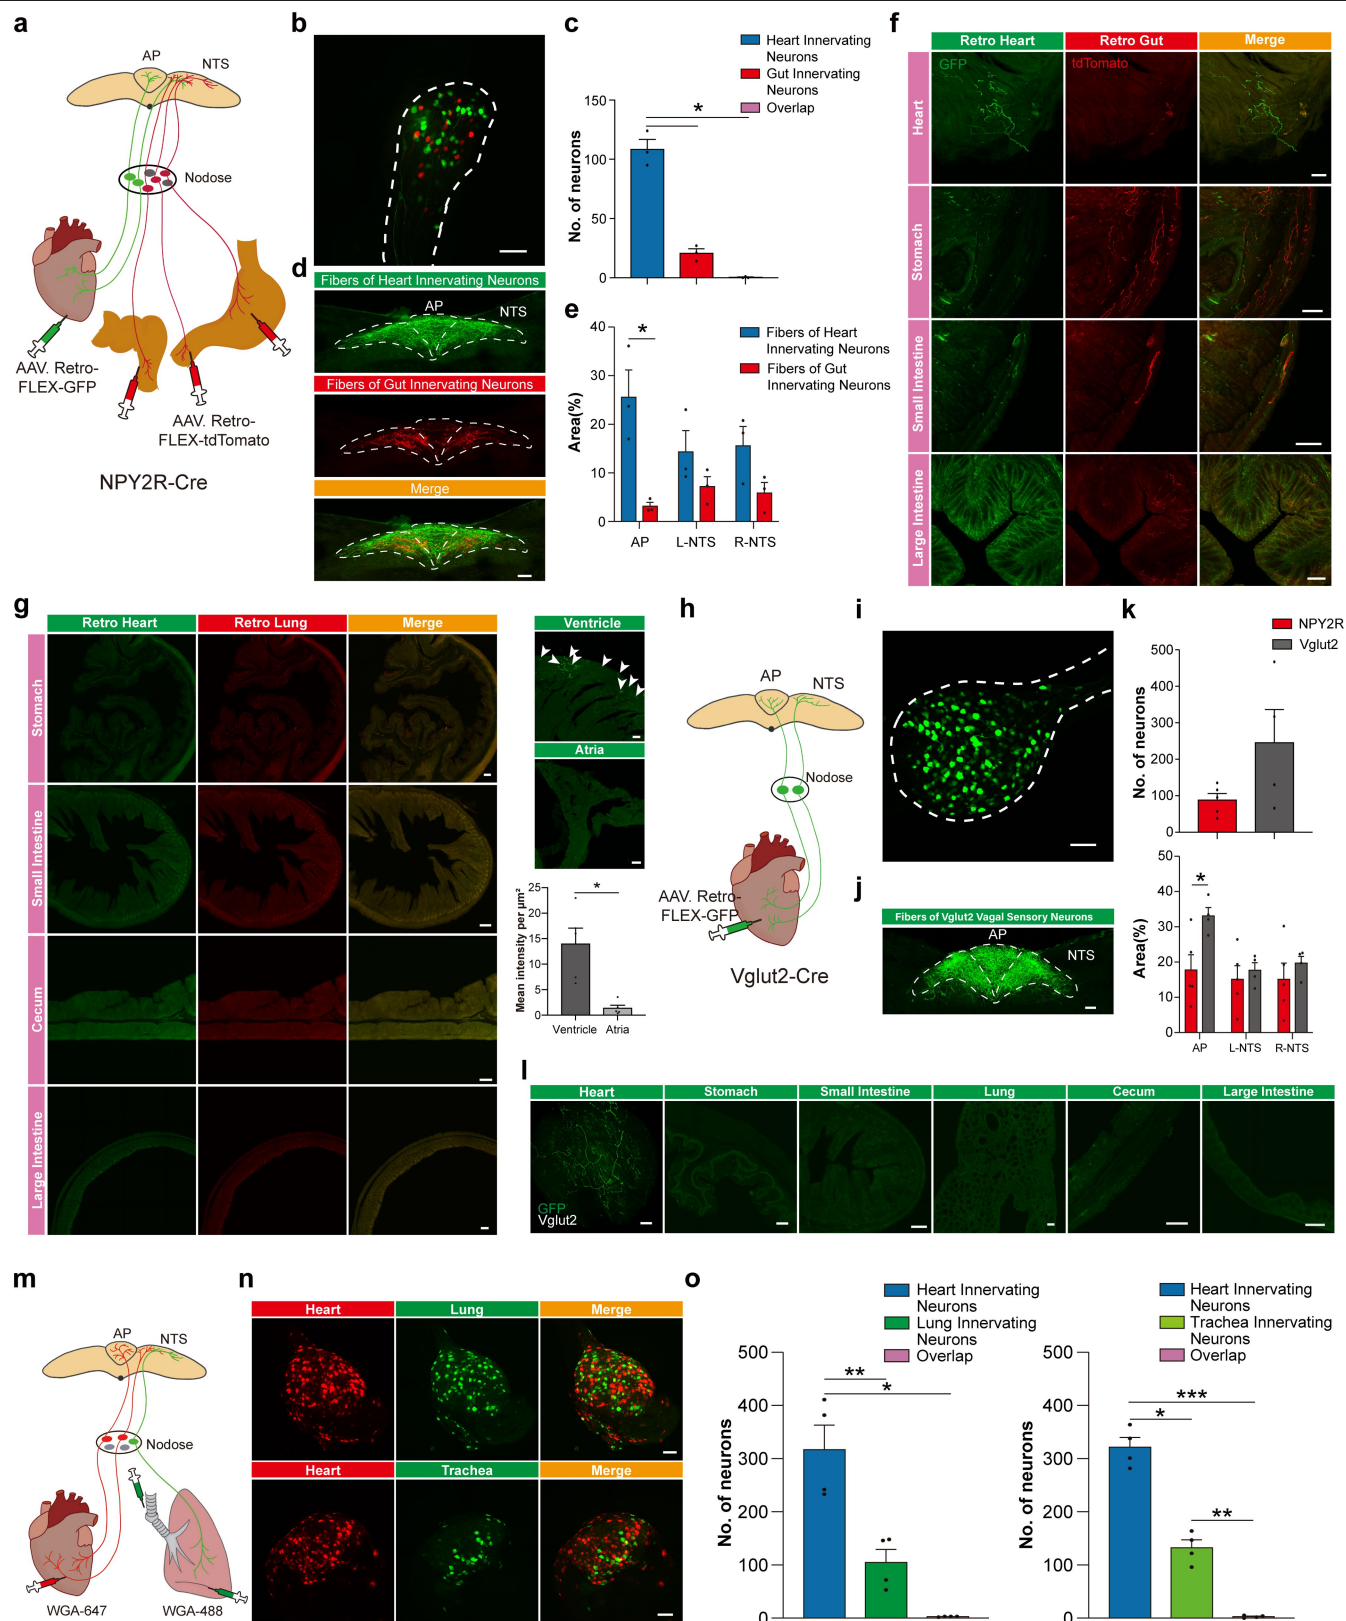 a
AP
NTS
Nodose
AAV. Retro-
FLEX-GFP
AAV. Retro-
FLEX-tdTomato
NPY2R-Cre
b
c
Heart Innervating
Neurons
Gut Innervating
Neurons
Overlap
No. of neurons
150
100
50
0
*
d
Fibers of Heart Innervating Neurons
AP
NTS
Fibers of Gut Innervating Neurons
Merge
e
Fibers of Heart
Innervating Neurons
Fibers of Gut
Innervating Neurons
Area(%)
40
30
20
10
0
*
AP
L-NTS
R-NTS
f
Retro Heart
Retro Gut
Merge
GFP
tdTomato
Heart
Stomach
Small Intestine
Large Intestine
g
Retro Heart
Retro Lung
Merge
Stomach
Small Intestine
Cecum
Large Intestine
Ventricle
Atria
Mean intensity per µm²
25
20
15
10
5
0
*
Ventricle
Atria
h
AP
NTS
Nodose
AAV. Retro-
FLEX-GFP
Vglut2-Cre
i
j
Fibers of Vglut2 Vagal Sensory Neurons
AP
NTS
k
NPY2R
Vglut2
No. of neurons
500
400
300
200
100
0
Area(%)
50
40
30
20
10
0
*
AP
L-NTS
R-NTS
l
Heart
Stomach
Small Intestine
Lung
Cecum
Large Intestine
GFP
Vglut2
m
AP
NTS
Nodose
WGA-647
WGA-488
n
Heart
Lung
Merge
Heart
Trachea
Merge
o
Heart Innervating
Neurons
Lung Innervating
Neurons
Overlap
No. of neurons
500
400
300
200
100
0
**
*
Heart Innervating
Neurons
Trachea Innervating
Neurons
Overlap
No. of neurons
500
400
300
200
100
0
***
*
**